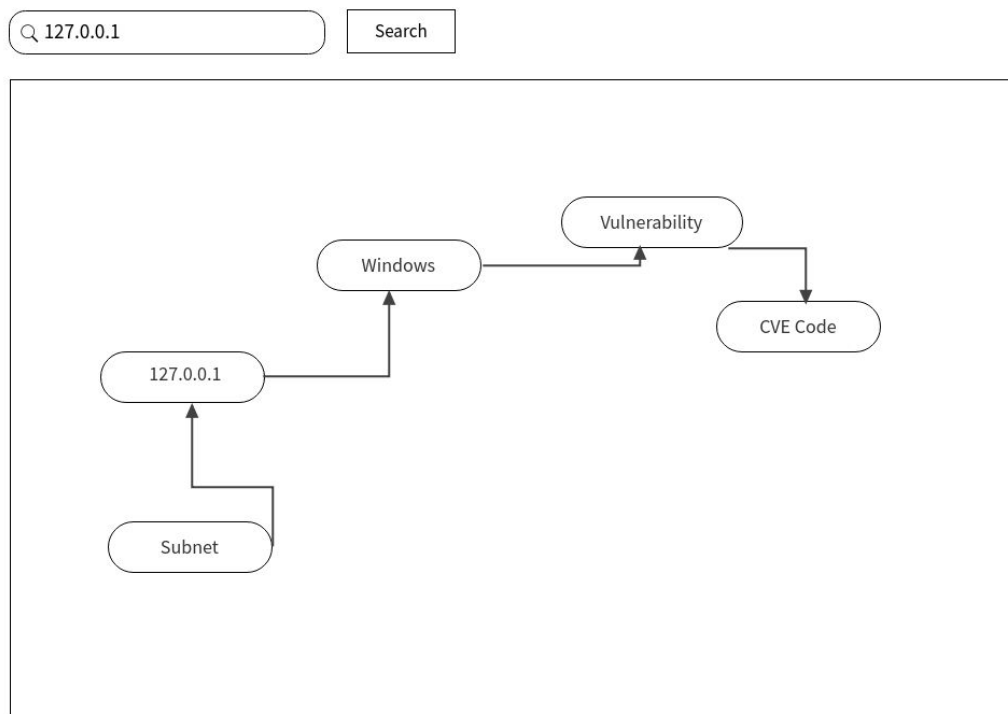 127.0.0.1
Search
Vulnerability
Windows
CVE Code
127.0.0.1
Subnet